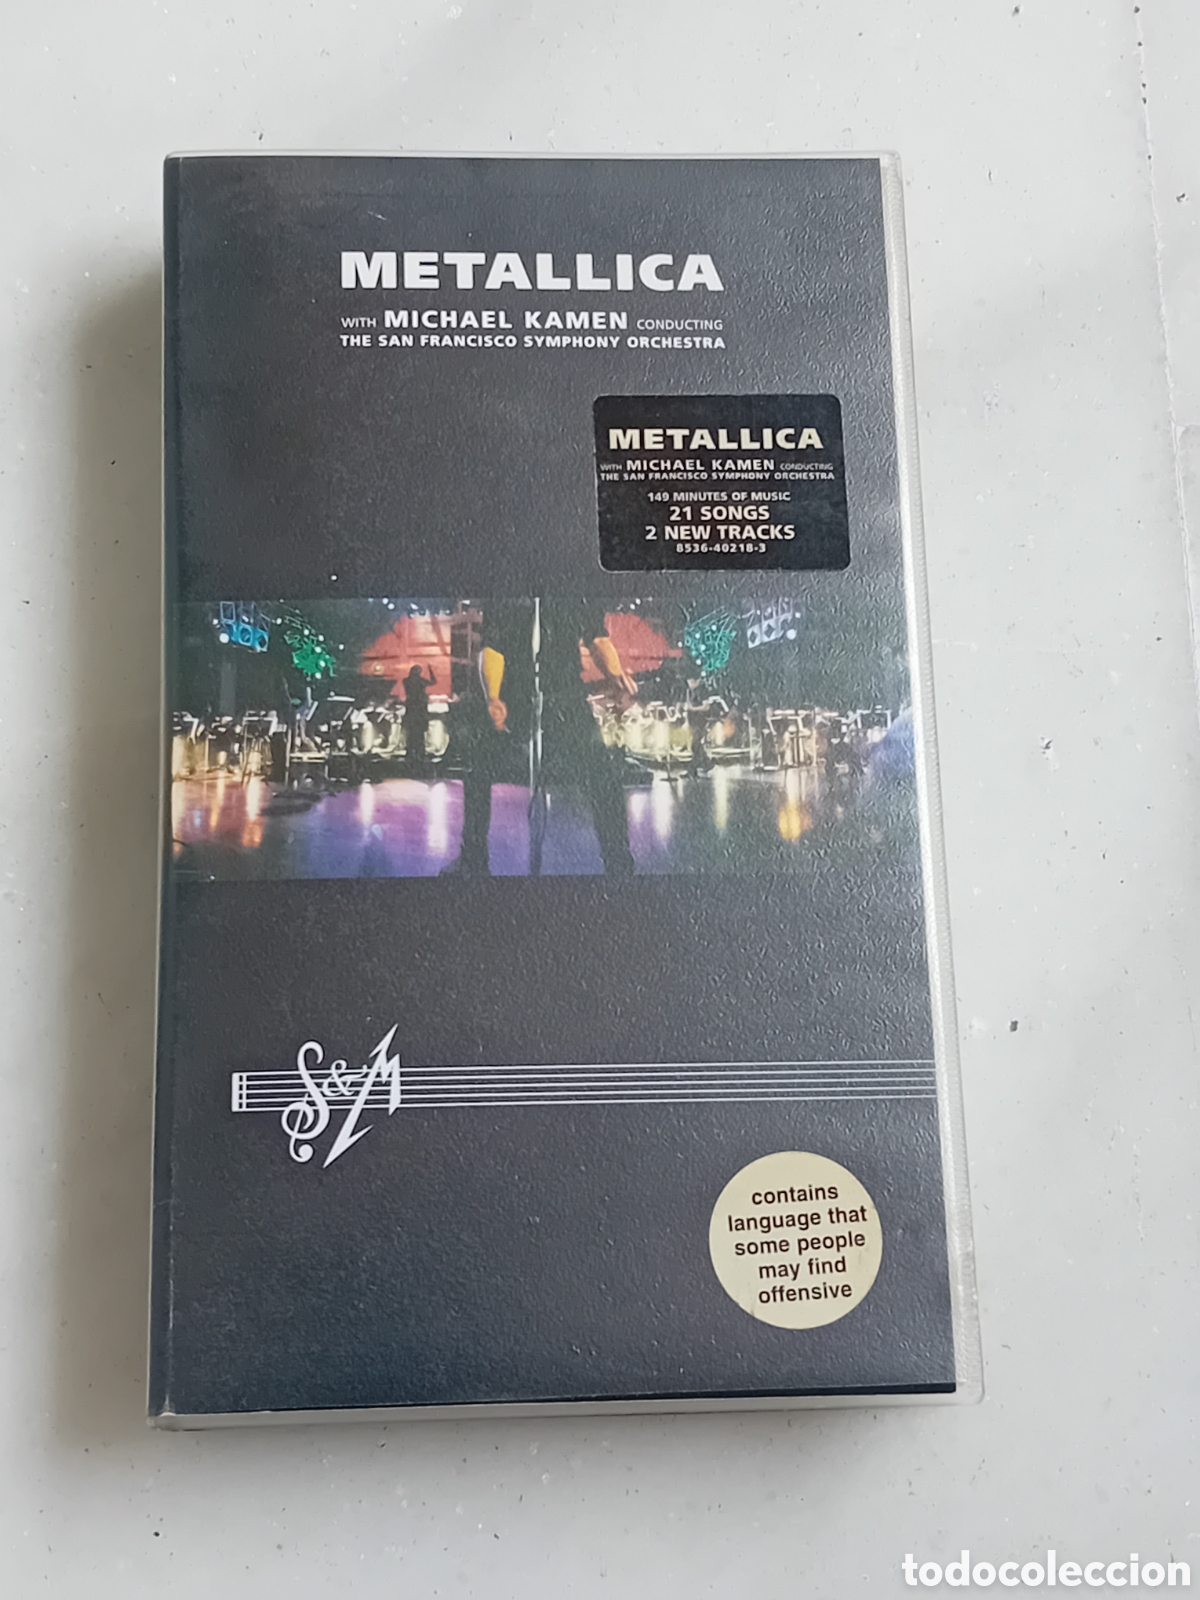 METALLICA
WITH MICHAEL KAMEN CONDUCTING
THE SAN FRANCISCO SYMPHONY ORCHESTRA
METALLICA
WITH MICHAEL KAMEN CONDUCTING
THE SAN FRANCISCO SYMPHONY ORCHESTRA
149 MINUTES OF MUSIC
21 SONGS
2 NEW TRACKS
8536-40218-3
S&M
contains
language that
some people
may find
offensive
todocoleccion